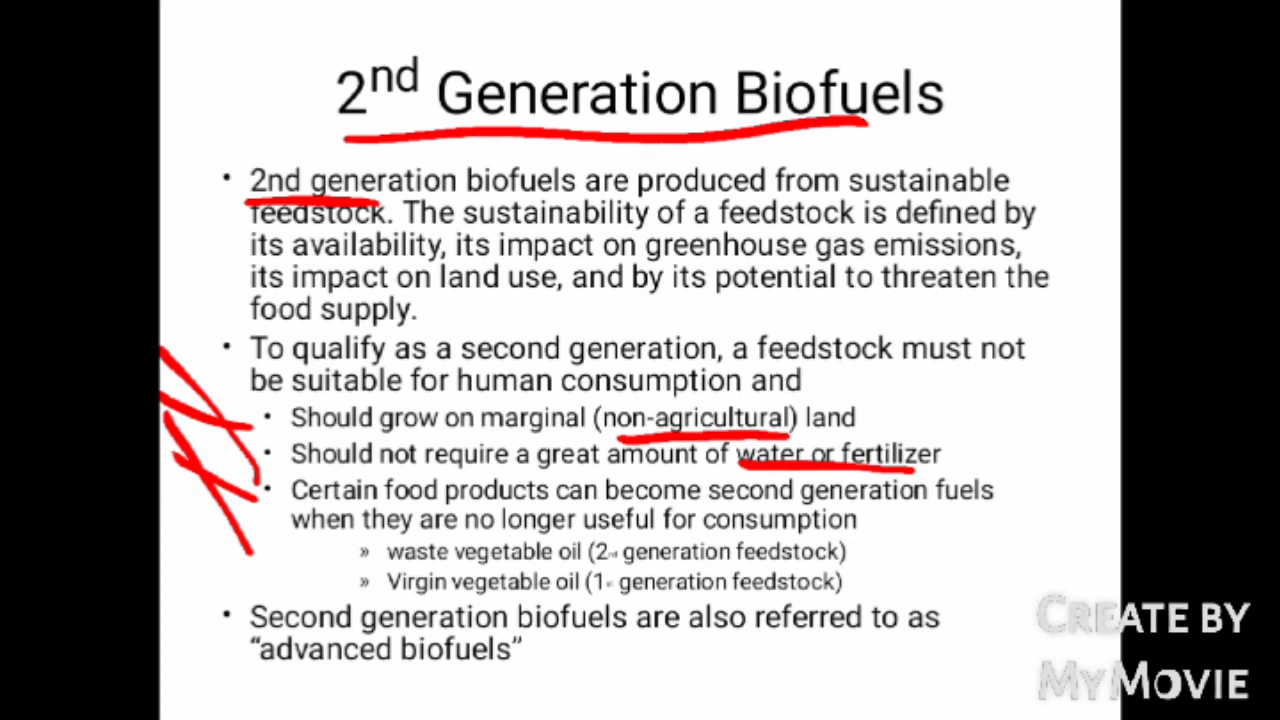 2nd Generation Biofuels
• 2nd generation biofuels are produced from sustainable
feedstock. The sustainability of a feedstock is defined by
its availability, its impact on greenhouse gas emissions,
its impact on land use, and by its potential to threaten the
food supply.
• To qualify as a second generation, a feedstock must not
be suitable for human consumption and
• Should grow on marginal (non-agricultural) land
• Should not require a great amount of water or fertilizer
• Certain food products can become second generation fuels
when they are no longer useful for consumption
» waste vegetable oil (2nd generation feedstock)
» Virgin vegetable oil (1st generation feedstock)
• Second generation biofuels are also referred to as
“advanced biofuels”
CREATE BY
MYMOVIE